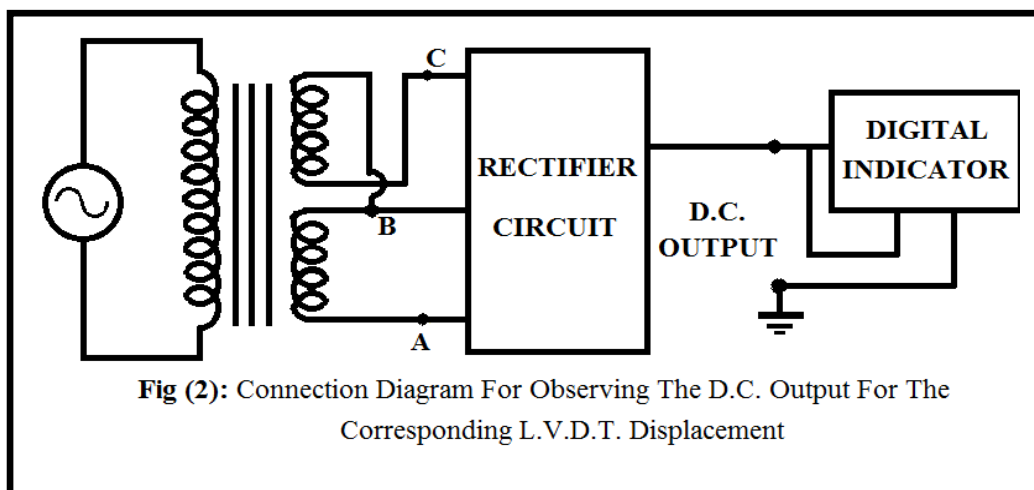 C
RECTIFIER
CIRCUIT
DIGITAL
INDICATOR
B
D.C.
OUTPUT
A
Fig (2): Connection Diagram For Observing The D.C. Output For The
Corresponding L.V.D.T. Displacement